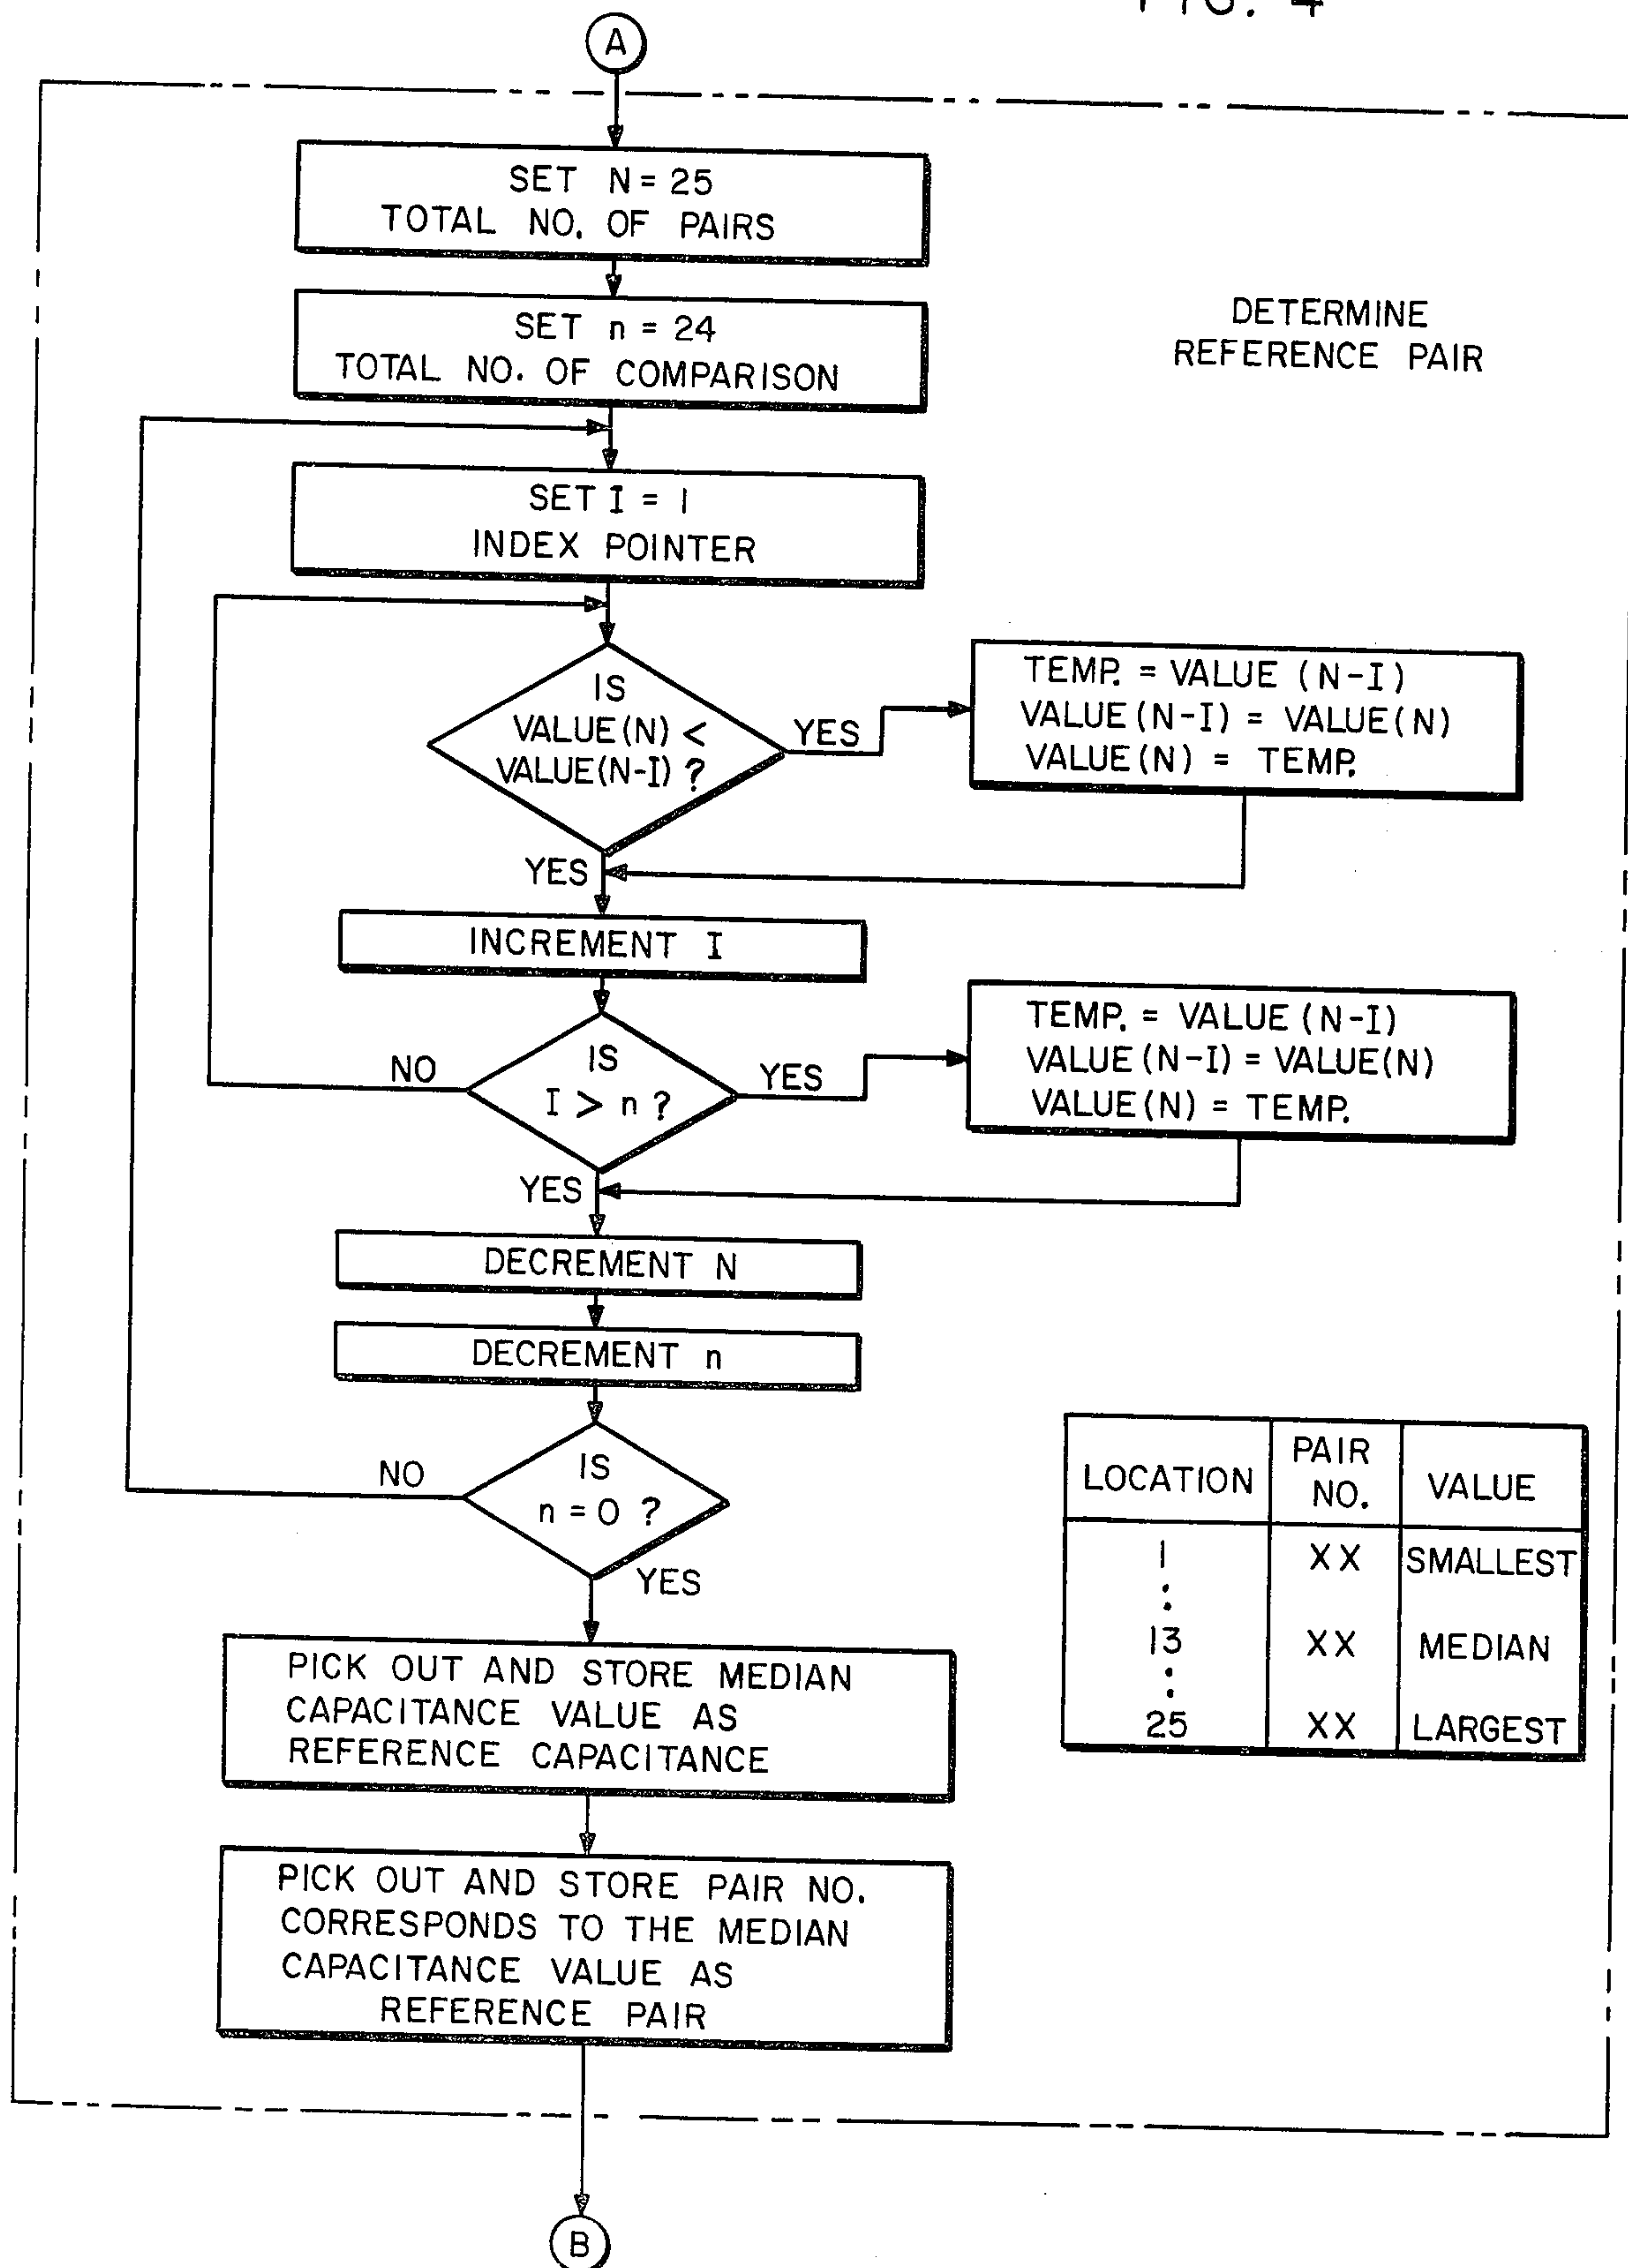 FIG. 4
A
SET N = 25
TOTAL NO. OF PAIRS
SET n = 24
TOTAL NO. OF COMPARISON
DETERMINE
REFERENCE PAIR
SET I = 1
INDEX POINTER
IS
VALUE(N) <
VALUE(N-I) ?
YES
TEMP. = VALUE (N-I)
VALUE(N-I) = VALUE(N)
VALUE(N) = TEMP.
YES
INCREMENT I
IS
I > n ?
NO
YES
TEMP. = VALUE (N-I)
VALUE(N-I) = VALUE(N)
VALUE(N) = TEMP.
YES
DECREMENT N
DECREMENT n
IS
n = 0 ?
NO
YES
LOCATION PAIR NO. VALUE
1 XX SMALLEST
13 XX MEDIAN
25 XX LARGEST
PICK OUT AND STORE MEDIAN
CAPACITANCE VALUE AS
REFERENCE CAPACITANCE
PICK OUT AND STORE PAIR NO.
CORRESPONDS TO THE MEDIAN
CAPACITANCE VALUE AS
REFERENCE PAIR
B